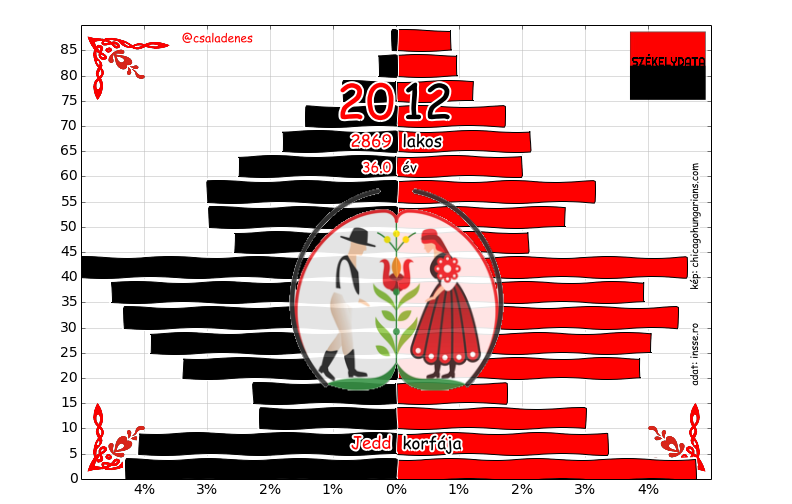 @csaladenes
SZÉKELYDATA
2012
2869 lakos
36.0 év
kép: chicagohungarians.com
adat: insse.ro
Jedd korfája
85
80
75
70
65
60
55
50
45
40
35
30
25
20
15
10
5
0
4% 3% 2% 1% 0% 1% 2% 3% 4%